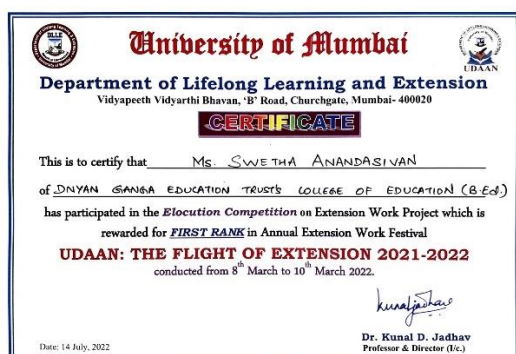 University of Mumbai
UDAAN
Department of Lifelong Learning and Extension
Vidyapeeth Vidyarthi Bhavan, 'B' Road, Churchgate, Mumbai- 400020
CERTIFICATE
This is to certify that Ms. SWETHA ANANDASIVAN
of DNYAN GANGA EDUCATION TRUST'S COLLEGE OF EDUCATION (B.Ed.)
has participated in the Elocution Competition on Extension Work Project which is
rewarded for FIRST RANK in Annual Extension Work Festival
UDAAN: THE FLIGHT OF EXTENSION 2021-2022
conducted from 8th March to 10th March 2022.
kunaljadhav
Dr. Kunal D. Jadhav
Date: 14 July, 2022
Professor & Director (I/c.)